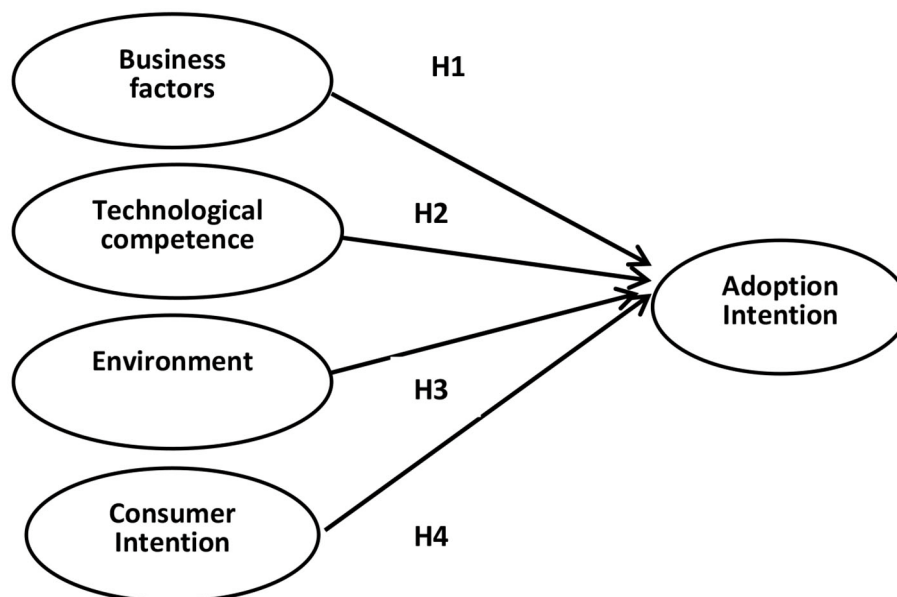 Business
factors
H1
Technological
competence
H2
Adoption
Intention
Environment
H3
Consumer
Intention
H4